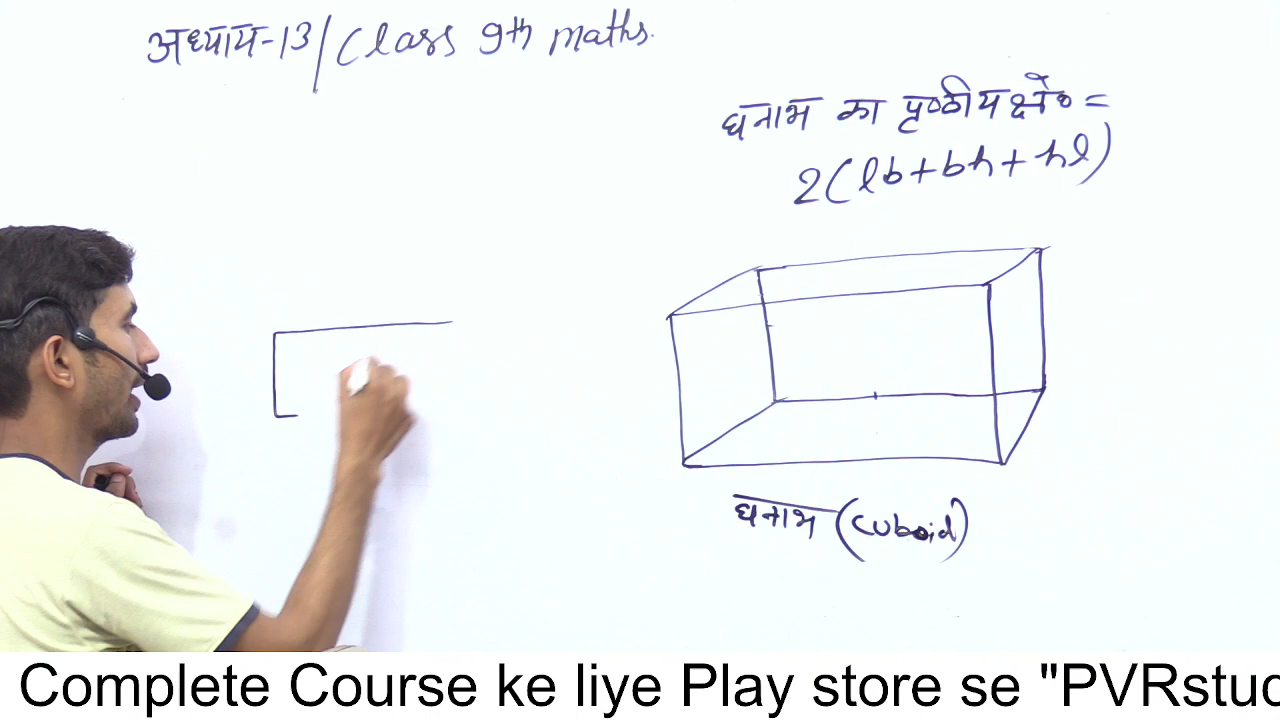 अध्याय-13/Class 9th maths.
घनाभ का पृष्ठीय क्षे० =
2(lb+bh+hl)
घनाभ (cuboid)
Complete Course ke liye Play store se "PVRstud